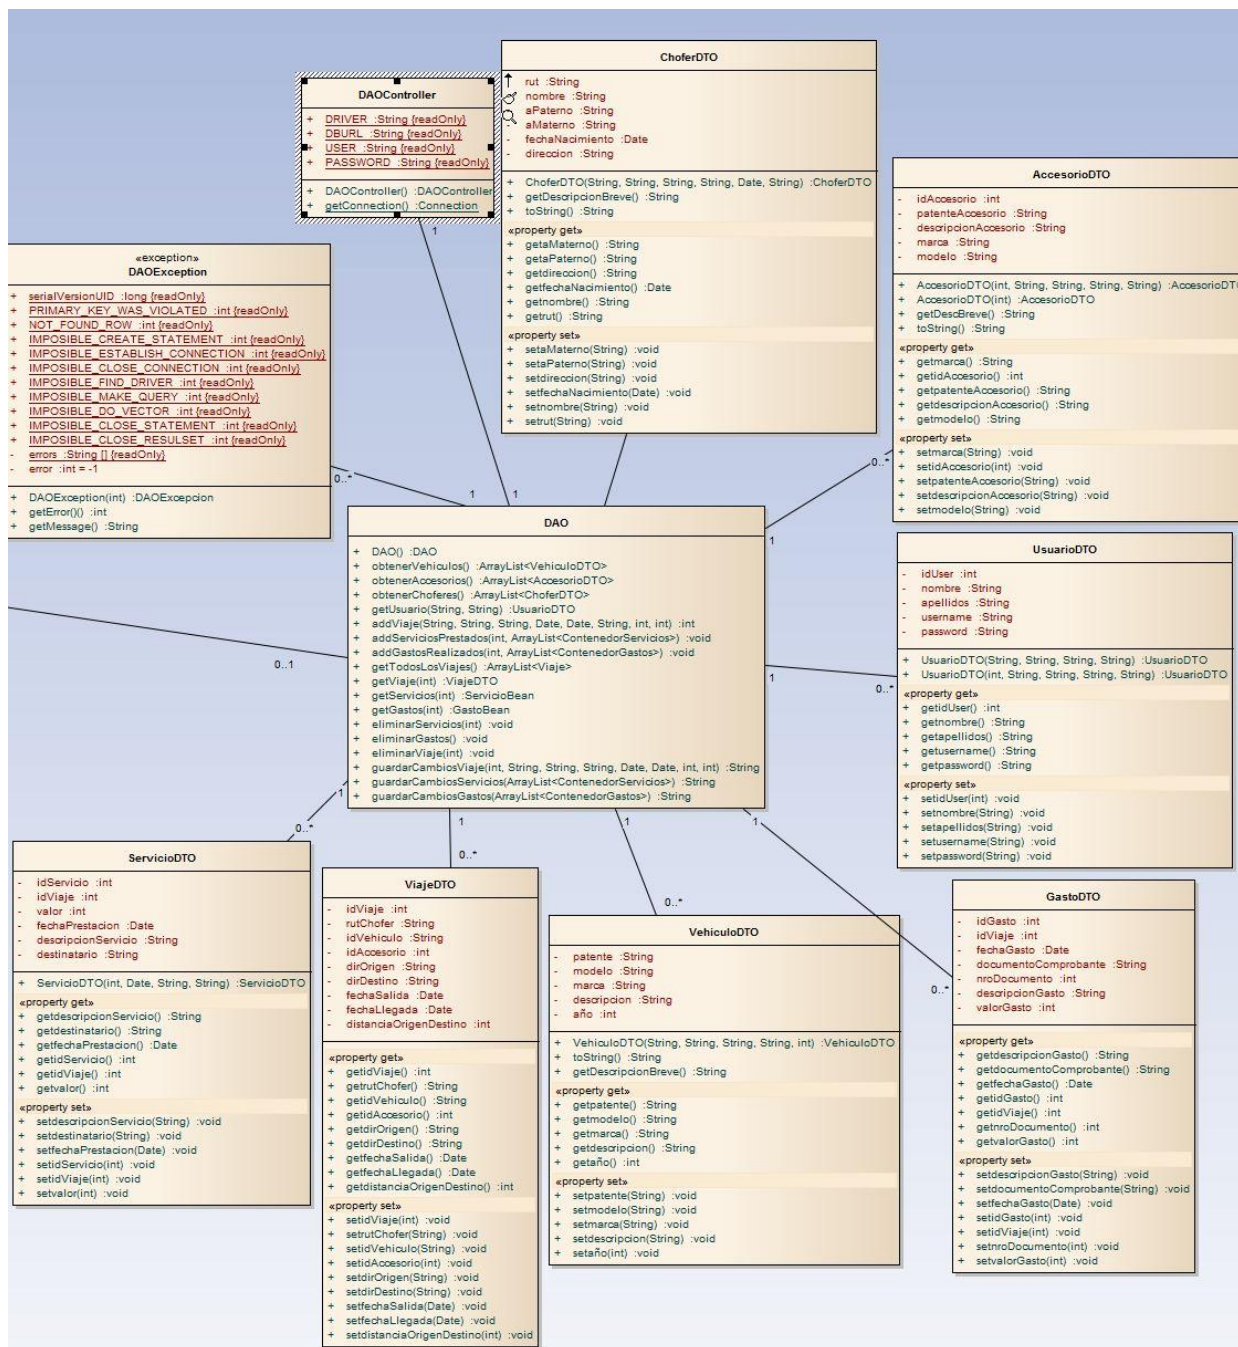 ChoferDTO
rut :String
nombre :String
aPaterno :String
- aMaterno :String
- fechaNacimiento :Date
- direccion :String
+ ChoferDTO(String, String, String, String, Date, String) :ChoferDTO
+ getDescripcionBreve() :String
+ toString() :String
«property get»
+ getaMaterno() :String
+ getaPaterno() :String
+ getdireccion() :String
+ getfechaNacimiento() :Date
+ getnombre() :String
+ getrut() :String
«property set»
+ setaMaterno(String) :void
+ setaPaterno(String) :void
+ setdireccion(String) :void
+ setfechaNacimiento(Date) :void
+ setnombre(String) :void
+ setrut(String) :void
DAOController
+ DRIVER :String {readOnly}
+ DBURL :String {readOnly}
+ USER :String {readOnly}
+ PASSWORD :String {readOnly}
+ DAOController() :DAOController
+ getConnection() :Connection
1
AccesorioDTO
- idAccesorio :int
- patenteAccesorio :String
- descripcionAccesorio :String
- marca :String
- modelo :String
+ AccesorioDTO(int, String, String, String, String) :AccesorioDTO
+ AccesorioDTO(int) :AccesorioDTO
+ getDescBreve() :String
+ toString() :String
«property get»
+ getmarca() :String
+ getidAccesorio() :int
+ getpatenteAccesorio() :String
+ getdescripcionAccesorio() :String
+ getmodelo() :String
«property set»
+ setmarca(String) :void
+ setidAccesorio(int) :void
+ setpatenteAccesorio(String) :void
+ setdescripcionAccesorio(String) :void
+ setmodelo(String) :void
0..*
«exception»
DAOException
+ serialVersionUID :long {readOnly}
+ PRIMARY_KEY_WAS_VIOLATED :int {readOnly}
+ NOT_FOUND_ROW :int {readOnly}
+ IMPOSIBLE_CREATE_STATEMENT :int {readOnly}
+ IMPOSIBLE_ESTABLISH_CONNECTION :int {readOnly}
+ IMPOSIBLE_CLOSE_CONNECTION :int {readOnly}
+ IMPOSIBLE_FIND_DRIVER :int {readOnly}
+ IMPOSIBLE_MAKE_QUERY :int {readOnly}
+ IMPOSIBLE_DO_VECTOR :int {readOnly}
+ IMPOSIBLE_CLOSE_STATEMENT :int {readOnly}
+ IMPOSIBLE_CLOSE_RESULSET :int {readOnly}
- errors :String [] {readOnly}
- error :int = -1
+ DAOException(int) :DAOExcepcion
+ getError()() :int
+ getMessage() :String
0..*
1
1
1
DAO
+ DAO() :DAO
+ obtenerVehiculos() :ArrayList<VehiculoDTO>
+ obtenerAccesorios() :ArrayList<AccesorioDTO>
+ obtenerChoferes() :ArrayList<ChoferDTO>
+ getUsuario(String, String) :UsuarioDTO
+ addViaje(String, String, String, Date, Date, String, int, int) :int
+ addServiciosPrestados(int, ArrayList<ContenedorServicios>) :void
+ addGastosRealizados(int, ArrayList<ContenedorGastos>) :void
+ getTodosLosViajes() :ArrayList<Viaje>
+ getViaje(int) :ViajeDTO
+ getServicios(int) :ServicioBean
+ getGastos(int) :GastoBean
+ eliminarServicios(int) :void
+ eliminarGastos() :void
+ eliminarViaje(int) :void
+ guardarCambiosViaje(int, String, String, String, Date, Date, int, int) :String
+ guardarCambiosServicios(ArrayList<ContenedorServicios>) :String
+ guardarCambiosGastos(ArrayList<ContenedorGastos>) :String
0..1
1
0..*
UsuarioDTO
- idUser :int
- nombre :String
- apellidos :String
- username :String
- password :String
+ UsuarioDTO(String, String, String, String) :UsuarioDTO
+ UsuarioDTO(int, String, String, String, String) :UsuarioDTO
«property get»
+ getidUser() :int
+ getnombre() :String
+ getapellidos() :String
+ getusername() :String
+ getpassword() :String
«property set»
+ setidUser(int) :void
+ setnombre(String) :void
+ setapellidos(String) :void
+ setusername(String) :void
+ setpassword(String) :void
1
0..*
1
0..*
1
0..*
1
0..*
ServicioDTO
- idServicio :int
- idViaje :int
- valor :int
- fechaPrestacion :Date
- descripcionServicio :String
- destinatario :String
+ ServicioDTO(int, Date, String, String) :ServicioDTO
«property get»
+ getdescripcionServicio() :String
+ getdestinatario() :String
+ getfechaPrestacion() :Date
+ getidServicio() :int
+ getidViaje() :int
+ getvalor() :int
«property set»
+ setdescripcionServicio(String) :void
+ setdestinatario(String) :void
+ setfechaPrestacion(Date) :void
+ setidServicio(int) :void
+ setidViaje(int) :void
+ setvalor(int) :void
ViajeDTO
- idViaje :int
- rutChofer :String
- idVehiculo :String
- idAccesorio :int
- dirOrigen :String
- dirDestino :String
- fechaSalida :Date
- fechaLlegada :Date
- distanciaOrigenDestino :int
«property get»
+ getidViaje() :int
+ getrutChofer() :String
+ getidVehiculo() :String
+ getidAccesorio() :int
+ getdirOrigen() :String
+ getdirDestino() :String
+ getfechaSalida() :Date
+ getfechaLlegada() :Date
+ getdistanciaOrigenDestino() :int
«property set»
+ setidViaje(int) :void
+ setrutChofer(String) :void
+ setidVehiculo(String) :void
+ setidAccesorio(int) :void
+ setdirOrigen(String) :void
+ setdirDestino(String) :void
+ setfechaSalida(Date) :void
+ setfechaLlegada(Date) :void
+ setdistanciaOrigenDestino(int) :void
VehiculoDTO
- patente :String
- modelo :String
- marca :String
- descripcion :String
- año :int
+ VehiculoDTO(String, String, String, String, int) :VehiculoDTO
+ toString() :String
+ getDescripcionBreve() :String
«property get»
+ getpatente() :String
+ getmodelo() :String
+ getmarca() :String
+ getdescripcion() :String
+ getaño() :int
«property set»
+ setpatente(String) :void
+ setmodelo(String) :void
+ setmarca(String) :void
+ setdescripcion(String) :void
+ setaño(int) :void
GastoDTO
- idGasto :int
- idViaje :int
- fechaGasto :Date
- documentoComprobante :String
- nroDocumento :int
- descripcionGasto :String
- valorGasto :int
«property get»
+ getdescripcionGasto() :String
+ getdocumentoComprobante() :String
+ getfechaGasto() :Date
+ getidGasto() :int
+ getidViaje() :int
+ getnroDocumento() :int
+ getvalorGasto() :int
«property set»
+ setdescripcionGasto(String) :void
+ setdocumentoComprobante(String) :void
+ setfechaGasto(Date) :void
+ setidGasto(int) :void
+ setidViaje(int) :void
+ setnroDocumento(int) :void
+ setvalorGasto(int) :void